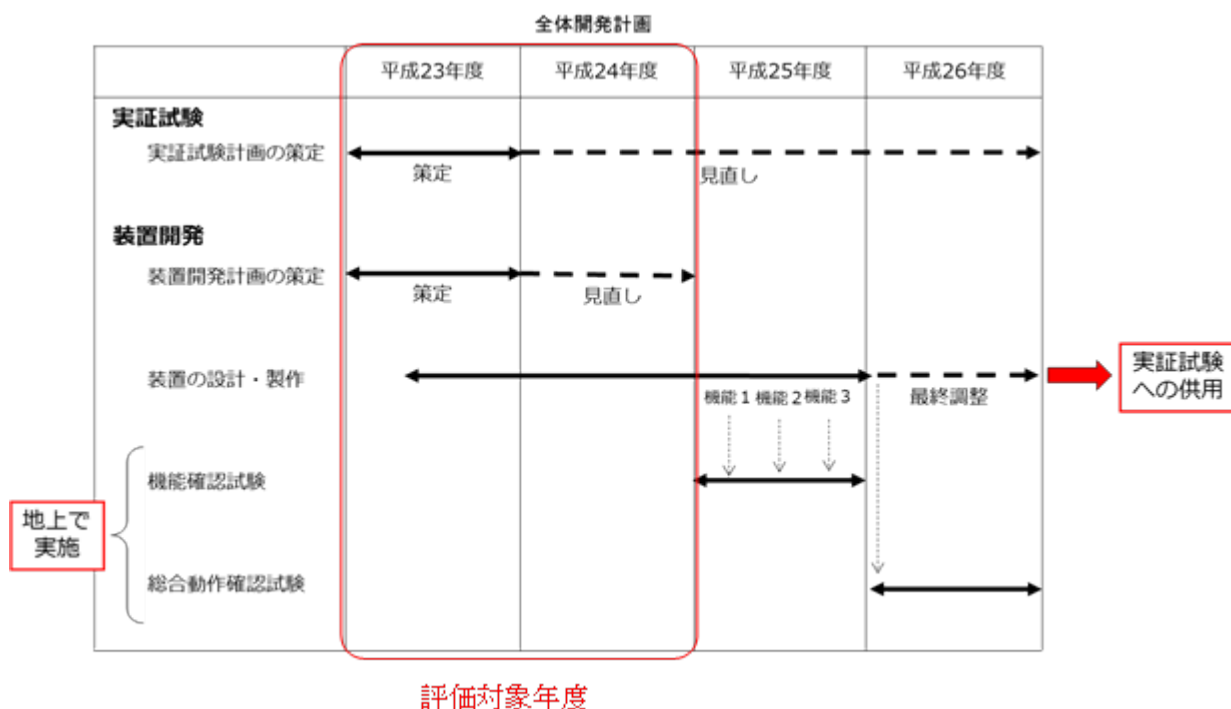 全体開発計画
平成23年度
平成24年度
平成25年度
平成26年度
実証試験
実証試験計画の策定
策定
見直し
装置開発
装置開発計画の策定
策定
見直し
装置の設計・製作
機能1 機能2 機能3
最終調整
実証試験
への供用
機能確認試験
地上で
実施
総合動作確認試験
評価対象年度